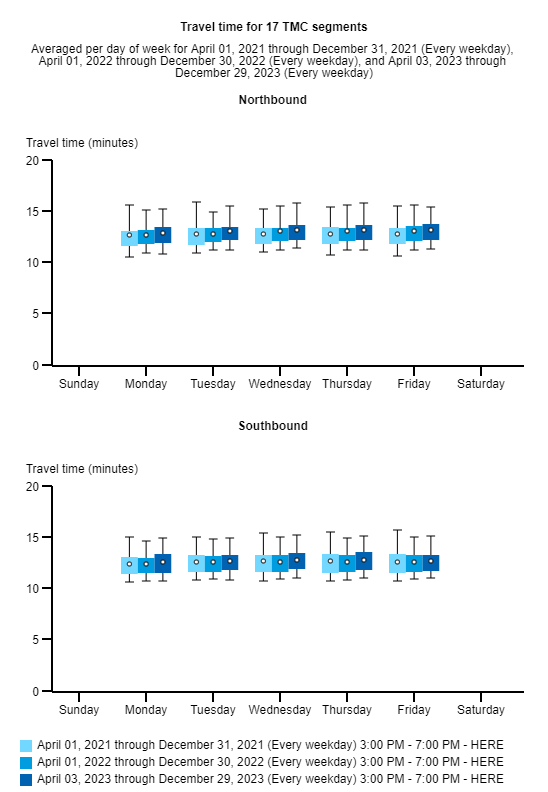 Travel time for 17 TMC segments
Averaged per day of week for April 01, 2021 through December 31, 2021 (Every weekday),
April 01, 2022 through December 30, 2022 (Every weekday), and April 03, 2023 through
December 29, 2023 (Every weekday)
Northbound
Travel time (minutes)
20
15
10
5
0
Sunday Monday Tuesday Wednesday Thursday Friday Saturday
Southbound
Travel time (minutes)
20
15
10
5
0
Sunday Monday Tuesday Wednesday Thursday Friday Saturday
April 01, 2021 through December 31, 2021 (Every weekday) 3:00 PM - 7:00 PM - HERE
April 01, 2022 through December 30, 2022 (Every weekday) 3:00 PM - 7:00 PM - HERE
April 03, 2023 through December 29, 2023 (Every weekday) 3:00 PM - 7:00 PM - HERE